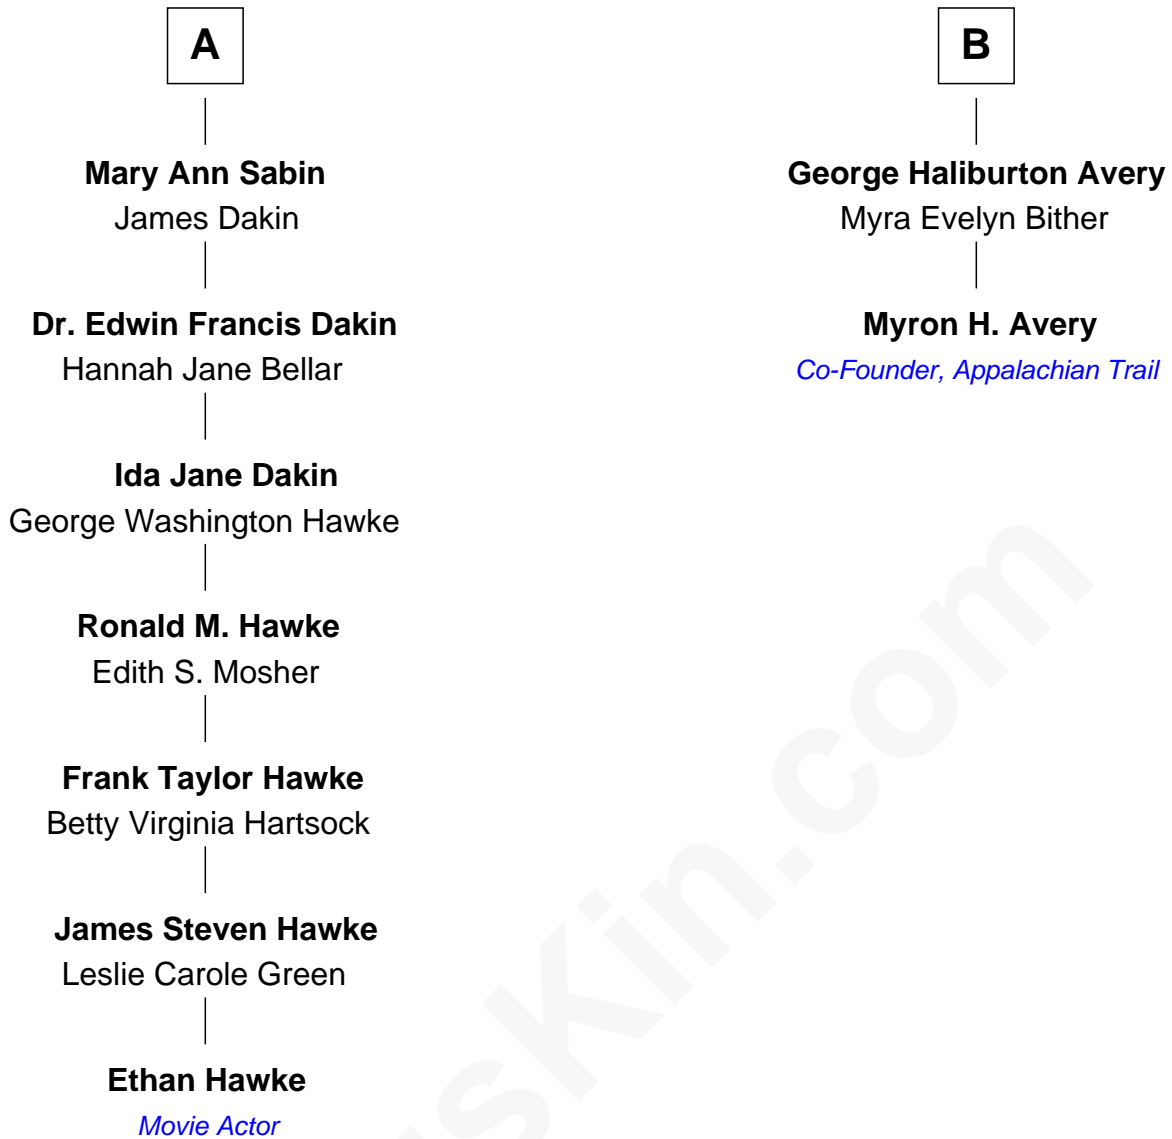 A
Mary Ann Sabin
James Dakin
Dr. Edwin Francis Dakin
Hannah Jane Bellar
Ida Jane Dakin
George Washington Hawke
Ronald M. Hawke
Edith S. Mosher
Frank Taylor Hawke
Betty Virginia Hartsock
James Steven Hawke
Leslie Carole Green
Ethan Hawke
Movie Actor
B
George Haliburton Avery
Myra Evelyn Bither
Myron H. Avery
Co-Founder, Appalachian Trail
sKin.com